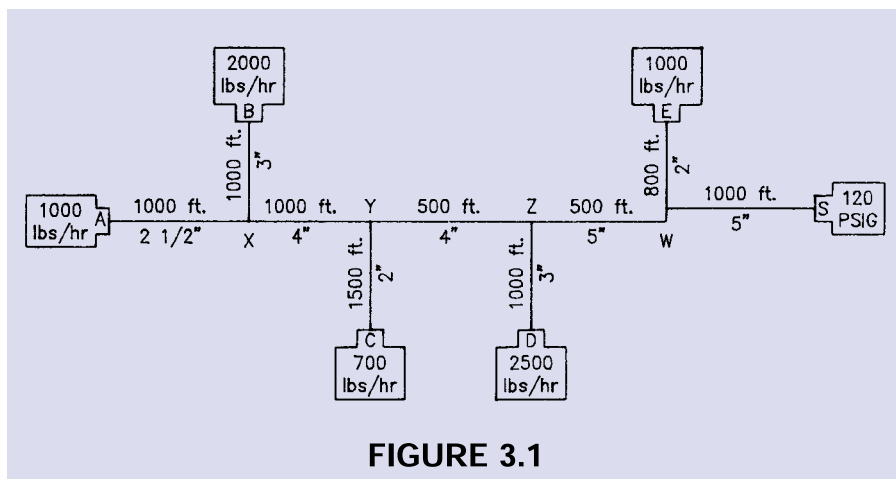 2000
lbs/hr
B
1000
lbs/hr
E
1000 ft.
3"
800 ft.
2"
1000
lbs/hr
A
1000 ft.
2 1/2"
X
1000 ft.
4"
Y
500 ft.
4"
Z
500 ft.
5"
W
1000 ft.
5"
S
120
PSIG
1500 ft.
2"
1000 ft.
3"
C
700
lbs/hr
D
2500
lbs/hr
FIGURE 3.1